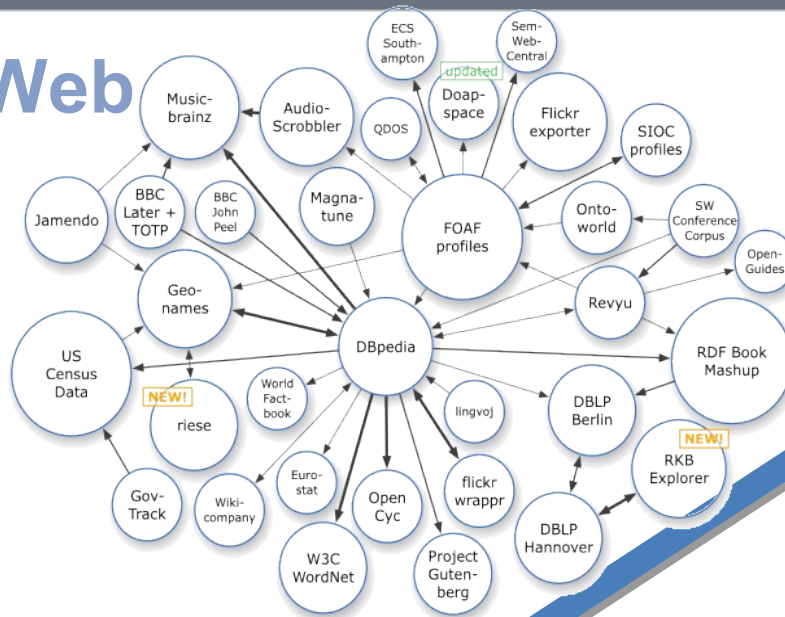 Web
ECS
South-
ampton
Sem-
Web-
Central
updated
Doap-
space
Music-
brainz
Audio-
Scrobbler
QDOS
Flickr
exporter
SIOC
profiles
Jamendo
BBC
Later +
TOTP
BBC
John
Peel
Magna-
tune
FOAF
profiles
Onto-
world
SW
Conference
Corpus
Open-
Guides
Geo-
names
Revyu
DBpedia
US
Census
Data
RDF Book
Mashup
NEW!
riese
World
Fact-
book
lingvoj
DBLP
Berlin
NEW!
RKB
Explorer
Gov-
Track
Wiki-
company
Euro-
stat
Open
Cyc
flickr
wrappr
DBLP
Hannover
W3C
WordNet
Project
Guten-
berg